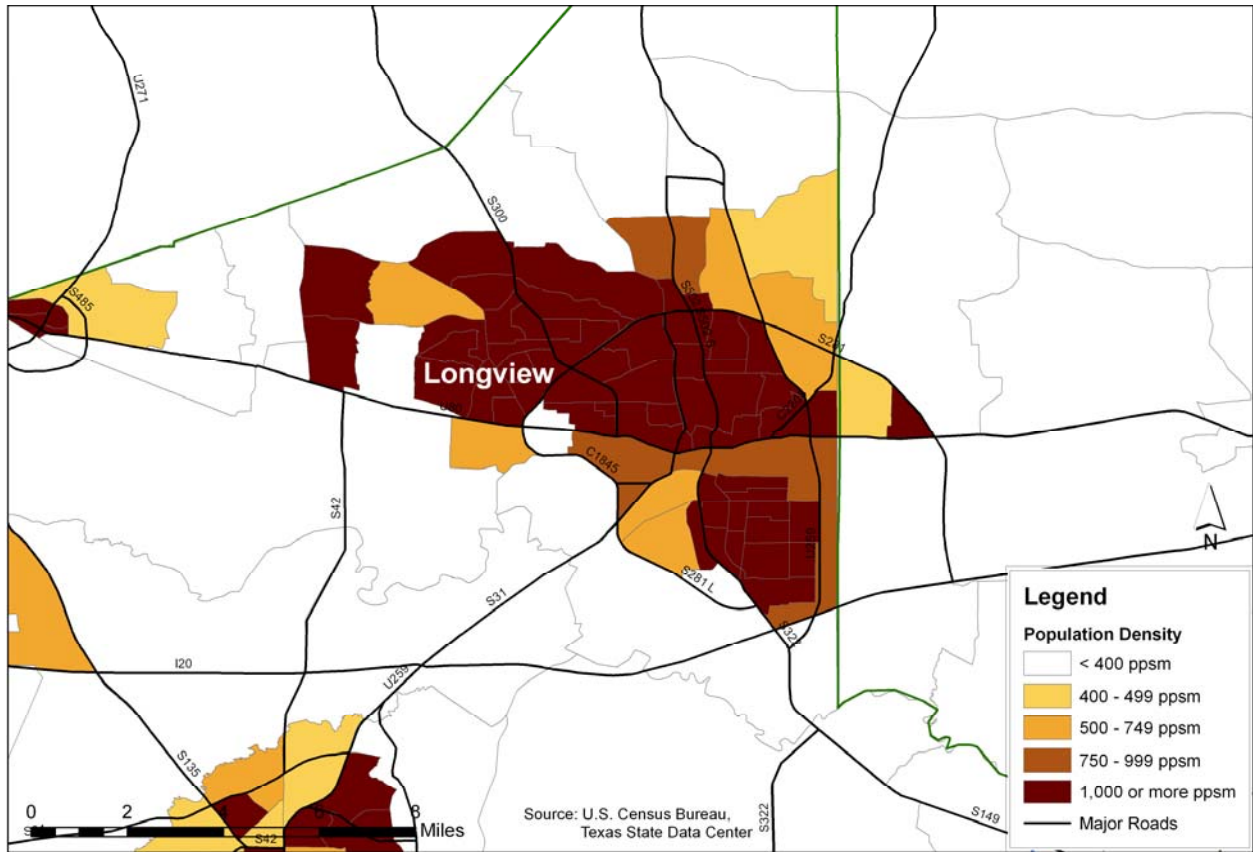 U271
S300
S485
S281
Longview
U80
C1845
S42
S31
S281 L
I20
U259
S135
S322
S149
S42
N
Legend
Population Density
< 400 ppsm
400 - 499 ppsm
500 - 749 ppsm
750 - 999 ppsm
1,000 or more ppsm
Major Roads
0 2 4 6 8
Miles
Source: U.S. Census Bureau,
Texas State Data Center